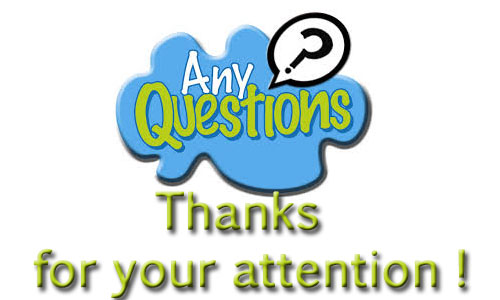 ?
Any
Questions
Thanks
for your attention !